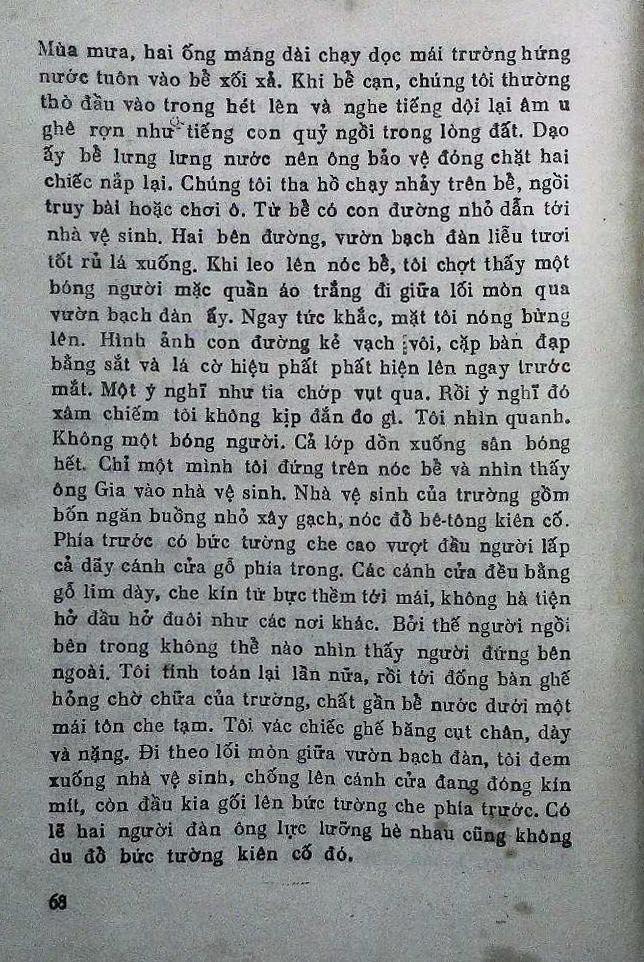 Mùa mưa, hai ống máng dài chạy dọc mái trường hứng
nước tuôn vào bể xối xả. Khi bể cạn, chúng tôi thường
thò đầu vào trong hét lên và nghe tiếng dội lại âm u
ghê rợn như tiếng con quỷ ngồi trong lòng đất. Dạo
ấy bể lưng lưng nước nên ông bảo vệ đóng chặt hai
chiếc nắp lại. Chúng tôi tha hồ chạy nhảy trên bể, ngồi
truy bài hoặc chơi ô. Từ bể có con đường nhỏ dẫn tới
nhà vệ sinh. Hai bên đường, vườn bạch đàn liễu tươi
tốt rủ lá xuống. Khi leo lên nóc bể, tôi chợt thấy một
bóng người mặc quần áo trắng đi giữa lối mòn qua
vườn bạch đàn ấy. Ngay tức khắc, mặt tôi nóng bừng
lên. Hình ảnh con đường kẻ vạch vôi, cặp bàn đạp
bằng sắt và lá cờ hiệu phất phất hiện lên ngay trước
mắt. Một ý nghĩ như tia chớp vụt qua. Rồi ý nghĩ đó
xâm chiếm tôi không kịp đắn đo gì. Tôi nhìn quanh.
Không một bóng người. Cả lớp dồn xuống sân bóng
hết. Chỉ một mình tôi đứng trên nóc bể và nhìn thấy
ông Gia vào nhà vệ sinh. Nhà vệ sinh của trường gồm
bốn ngăn buồng nhỏ xây gạch, nóc đổ bê-tông kiên cố.
Phía trước có bức tường che cao vượt đầu người lấp
cả dãy cánh cửa gỗ phía trong. Các cánh cửa đều bằng
gỗ lim dày, che kín từ bực thềm tới mái, không hà tiện
hở đầu hở đuôi như các nơi khác. Bởi thế người ngồi
bên trong không thể nào nhìn thấy người đứng bên
ngoài. Tôi tính toán lại lần nữa, rồi tới đống bàn ghế
hỏng chờ chữa của trường, chất gần bể nước dưới một
mái tôn che tạm. Tôi vác chiếc ghế băng cụt chân, dày
và nặng. Đi theo lối mòn giữa vườn bạch đàn, tôi đem
xuống nhà vệ sinh, chống lên cánh cửa đang đóng kín
mít, còn đầu kia gối lên bức tường che phía trước. Có
lẽ hai người đàn ông lực lưỡng hè nhau cũng không
du đổ bức tường kiên cố đó.
68